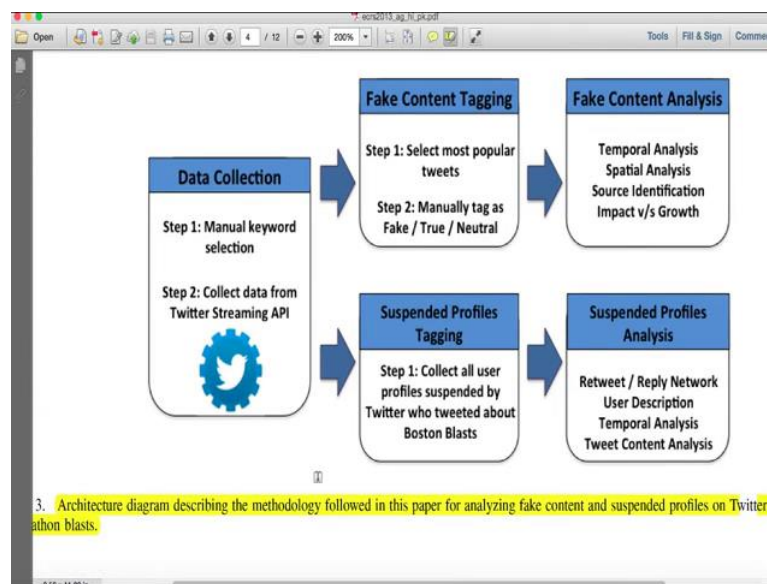 ecrs2013_ag_hl_pk.pdf
Open
4 / 12
200%
Tools
Fill & Sign
Data Collection
Step 1: Manual keyword
selection
Step 2: Collect data from
Twitter Streaming API
Fake Content Tagging
Step 1: Select most popular
tweets
Step 2: Manually tag as
Fake / True / Neutral
Fake Content Analysis
Temporal Analysis
Spatial Analysis
Source Identification
Impact v/s Growth
Suspended Profiles
Tagging
Step 1: Collect all user
profiles suspended by
Twitter who tweeted about
Boston Blasts
Suspended Profiles
Analysis
Retweet / Reply Network
User Description
Temporal Analysis
Tweet Content Analysis
3. Architecture diagram describing the methodology followed in this paper for analyzing fake content and suspended profiles on Twitter
athon blasts.